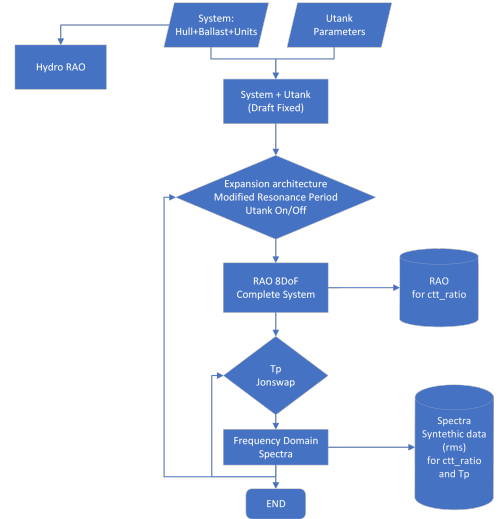 System:
Hull+Ballast+Units
Utank
Parameters
Hydro RAO
System + Utank
(Draft Fixed)
Expansion architecture
Modified Resonance Period
Utank On/Off
RAO 8DoF
Complete System
RAO
for ctt_ratio
Tp
Jonswap
Frequency Domain
Spectra
Spectra
Syntethic data
(rms)
for ctt_ratio
and Tp
END